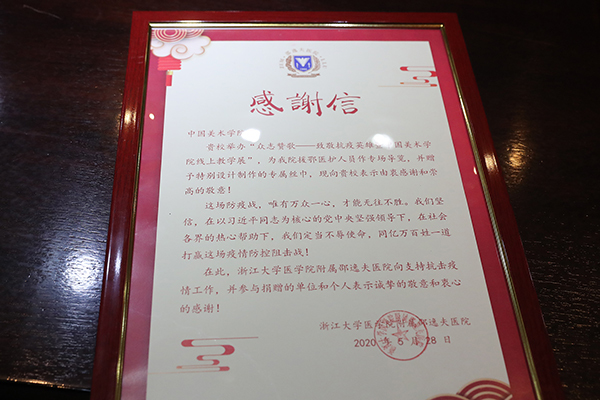 感謝信
中国美术学院
贵校举办“众志赞歌——致敬抗疫英雄 国美术学
院线上教学展”，为我院援鄂医护人员作专场导览，并赠
予特别设计制作的专属丝巾，现向贵校表示由衷感谢和崇
高的敬意！
这场防疫战，唯有万众一心，才能无往不胜。我们坚
信，在以习近平同志为核心的党中央坚强领导下，在社会
各界的热心帮助下，我们定当不辱使命，同亿万百姓一道
打赢这场疫情防控阻击战！
在此，浙江大学医学院附属邵逸夫医院向支持抗击疫
情工作，并参与捐赠的单位和个人表示诚挚的敬意和衷心
的感谢！
浙江大学医学院附属邵逸夫医院
2020 年 5 月 28 日